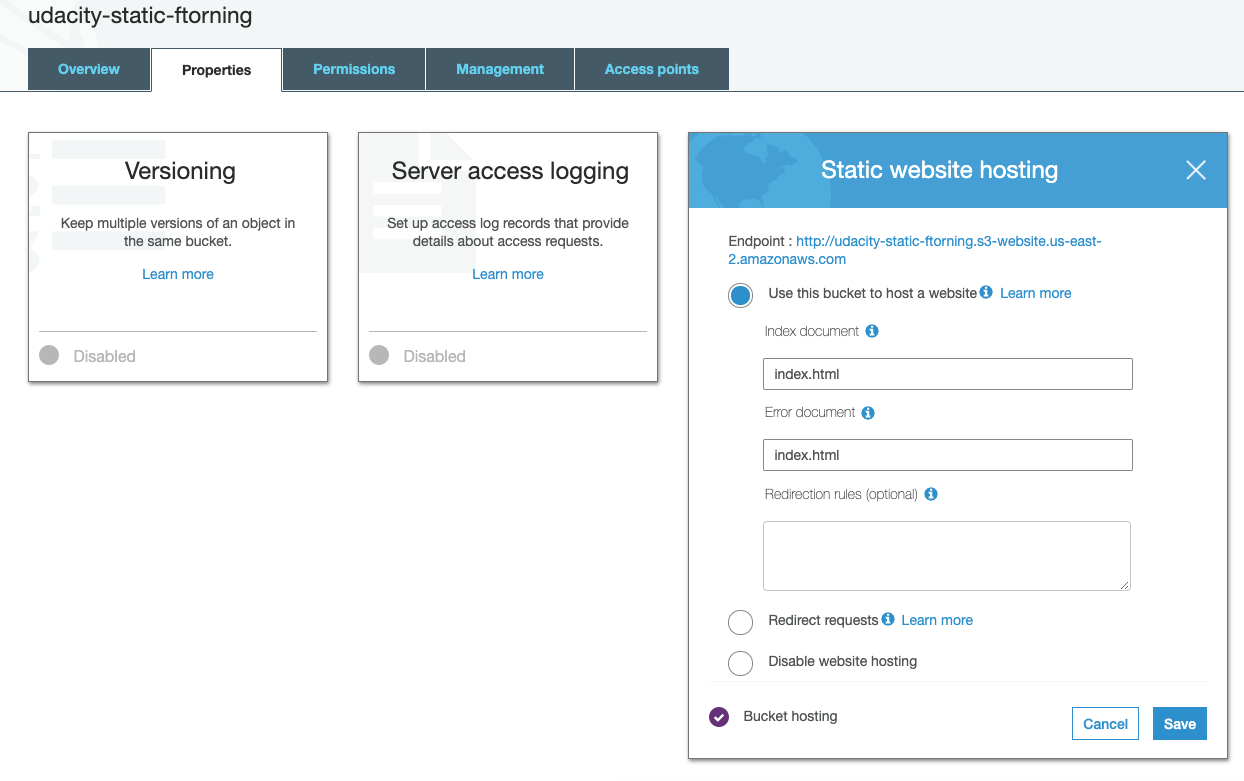 udacity-static-ftorning
Overview
Properties
Permissions
Management
Access points
Versioning
Keep multiple versions of an object in
the same bucket.
Learn more
Disabled
Server access logging
Set up access log records that provide
details about access requests.
Learn more
Disabled
Static website hosting
Endpoint : http://udacity-static-ftorning.s3-website.us-east-
2.amazonaws.com
Use this bucket to host a website Learn more
Index document
index.html
Error document
index.html
Redirection rules (optional)
Redirect requests Learn more
Disable website hosting
Bucket hosting
Cancel
Save